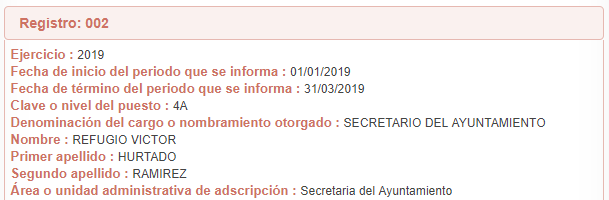 Registro: 002
Ejercicio : 2019
Fecha de inicio del periodo que se informa : 01/01/2019
Fecha de término del periodo que se informa : 31/03/2019
Clave o nivel del puesto : 4A
Denominación del cargo o nombramiento otorgado : SECRETARIO DEL AYUNTAMIENTO
Nombre : REFUGIO VICTOR
Primer apellido : HURTADO
Segundo apellido : RAMIREZ
Área o unidad administrativa de adscripción : Secretaria del Ayuntamiento